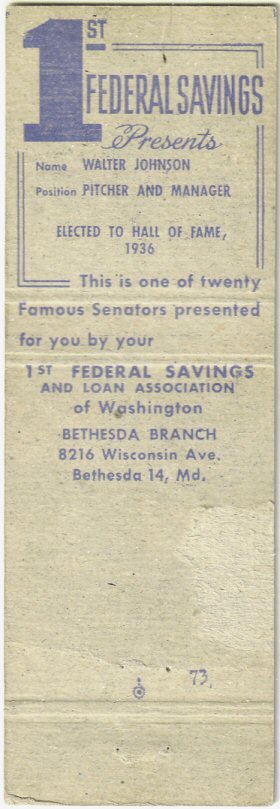 1ST
FEDERAL SAVINGS
Presents
Name WALTER JOHNSON
Position PITCHER AND MANAGER
ELECTED TO HALL OF FAME,
1936
This is one of twenty
Famous Senators presented
for you by your
1ST FEDERAL SAVINGS
AND LOAN ASSOCIATION
of Washington
BETHESDA BRANCH
8216 Wisconsin Ave.
Bethesda 14, Md.
73